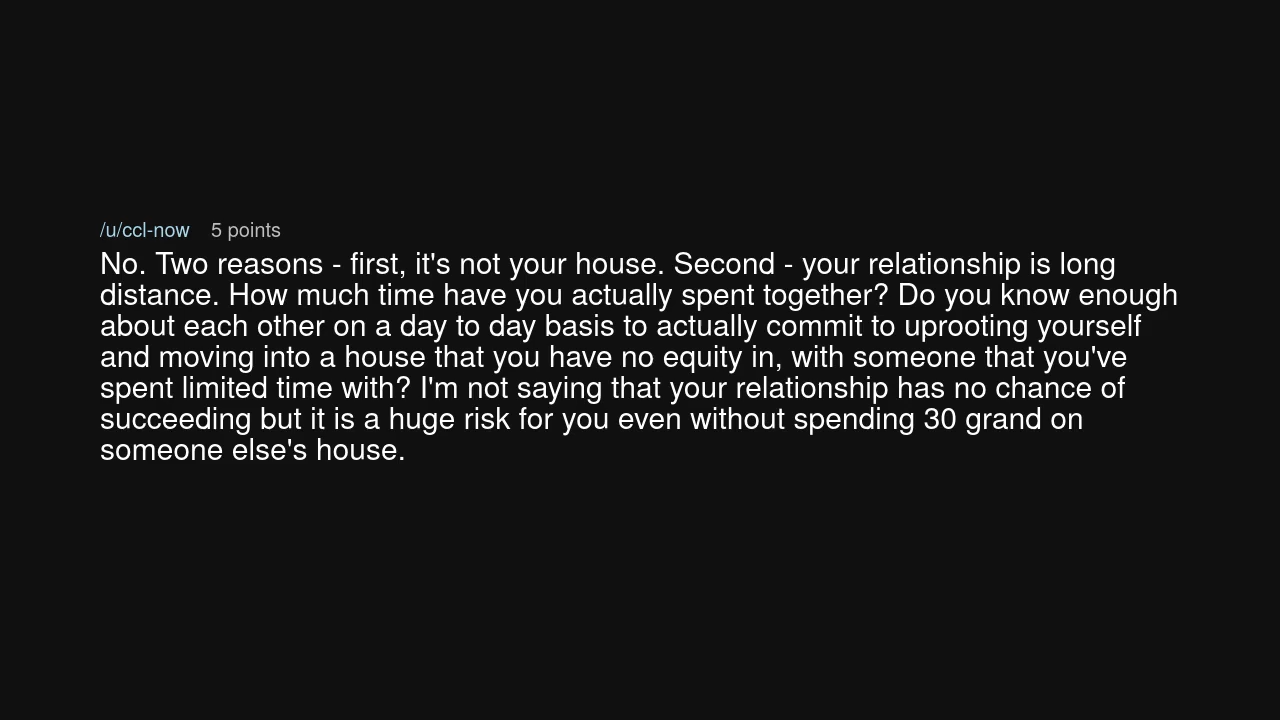 /u/ccl-now 5 points
No. Two reasons - first, it's not your house. Second - your relationship is long
distance. How much time have you actually spent together? Do you know enough
about each other on a day to day basis to actually commit to uprooting yourself
and moving into a house that you have no equity in, with someone that you've
spent limited time with? I'm not saying that your relationship has no chance of
succeeding but it is a huge risk for you even without spending 30 grand on
someone else's house.